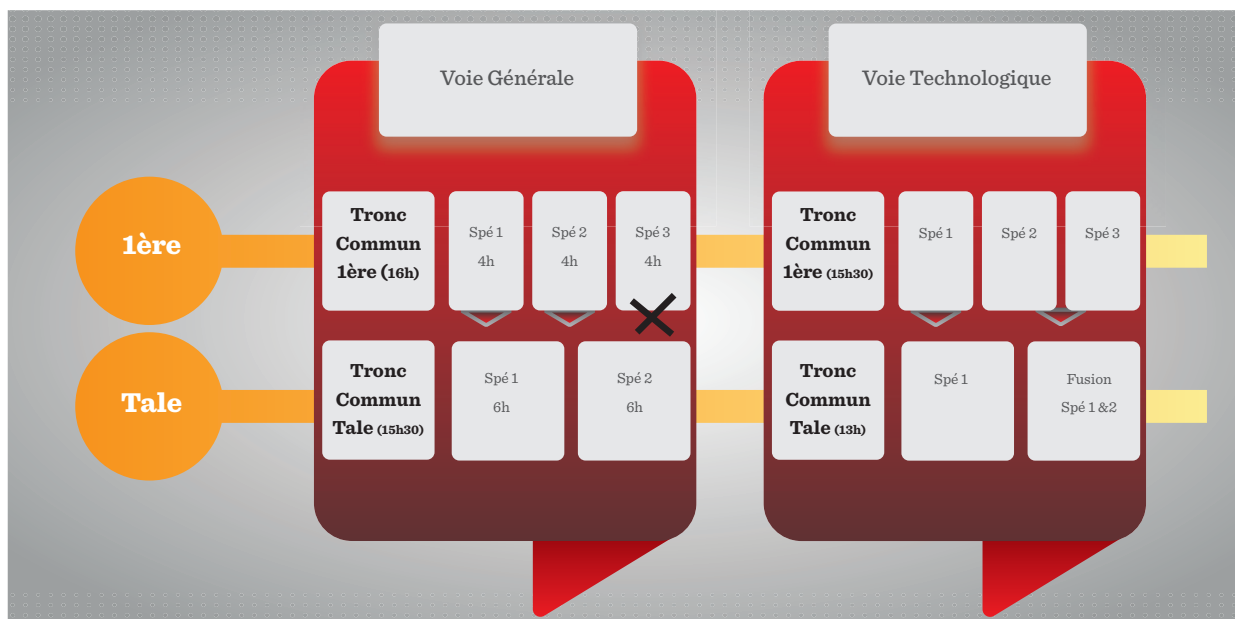 Voie Générale
Voie Technologique
1ère
Tronc
Commun
1ère (16h)
Spé 1
4h
Spé 2
4h
Spé 3
4h
Tronc
Commun
1ère (15h30)
Spé 1
Spé 2
Spé 3
Tale
Tronc
Commun
Tale (15h30)
Spé 1
6h
Spé 2
6h
Tronc
Commun
Tale (13h)
Spé 1
Fusion
Spé 1 &2